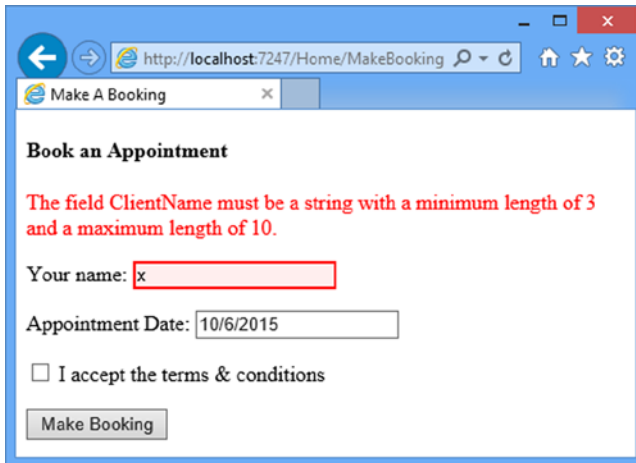 http://localhost:7247/Home/MakeBooking
Make A Booking
Book an Appointment
The field ClientName must be a string with a minimum length of 3
and a maximum length of 10.
Your name: x
Appointment Date: 10/6/2015
I accept the terms & conditions
Make Booking